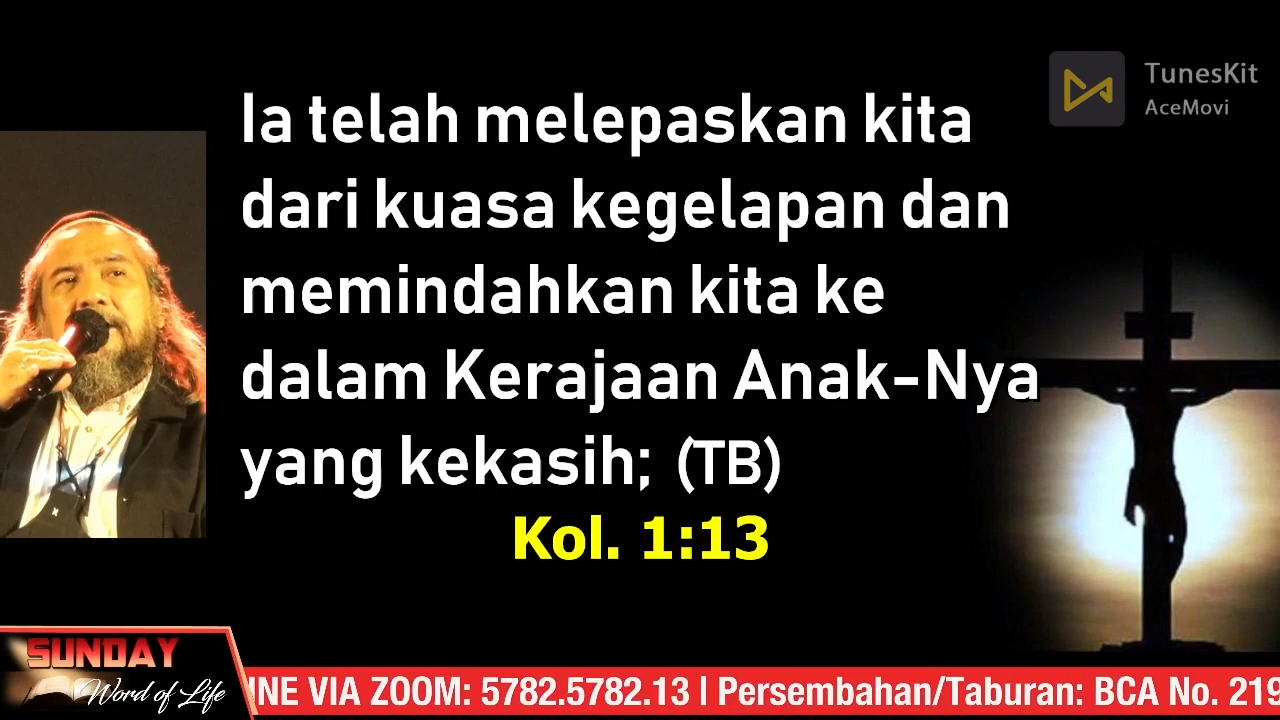 TunesKit
AceMovi
Ia telah melepaskan kita
dari kuasa kegelapan dan
memindahkan kita ke
dalam Kerajaan Anak-Nya
yang kekasih; (TB)
Kol. 1:13
SUNDAY
Word of Life
INE VIA ZOOM: 5782.5782.13 | Persembahan/Taburan: BCA No. 219